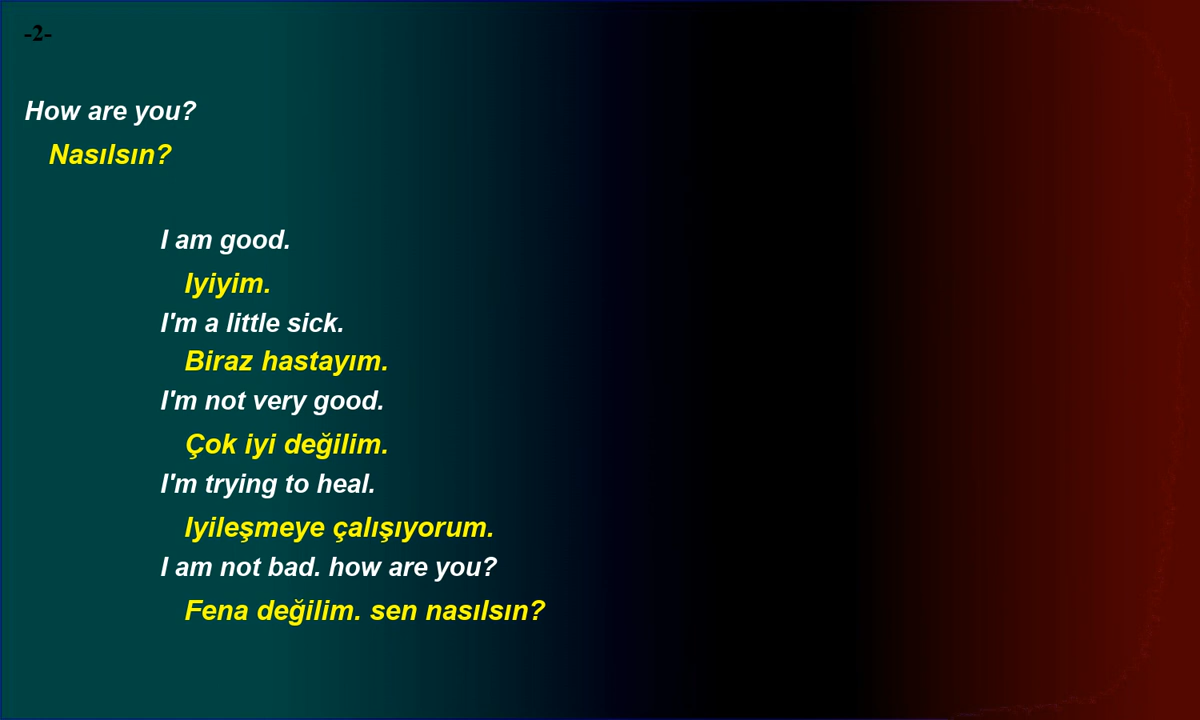 -2-
How are you?
Nasılsın?
I am good.
Iyiyim.
I'm a little sick.
Biraz hastayım.
I'm not very good.
Çok iyi değilim.
I'm trying to heal.
Iyileşmeye çalışıyorum.
I am not bad. how are you?
Fena değilim. sen nasılsın?